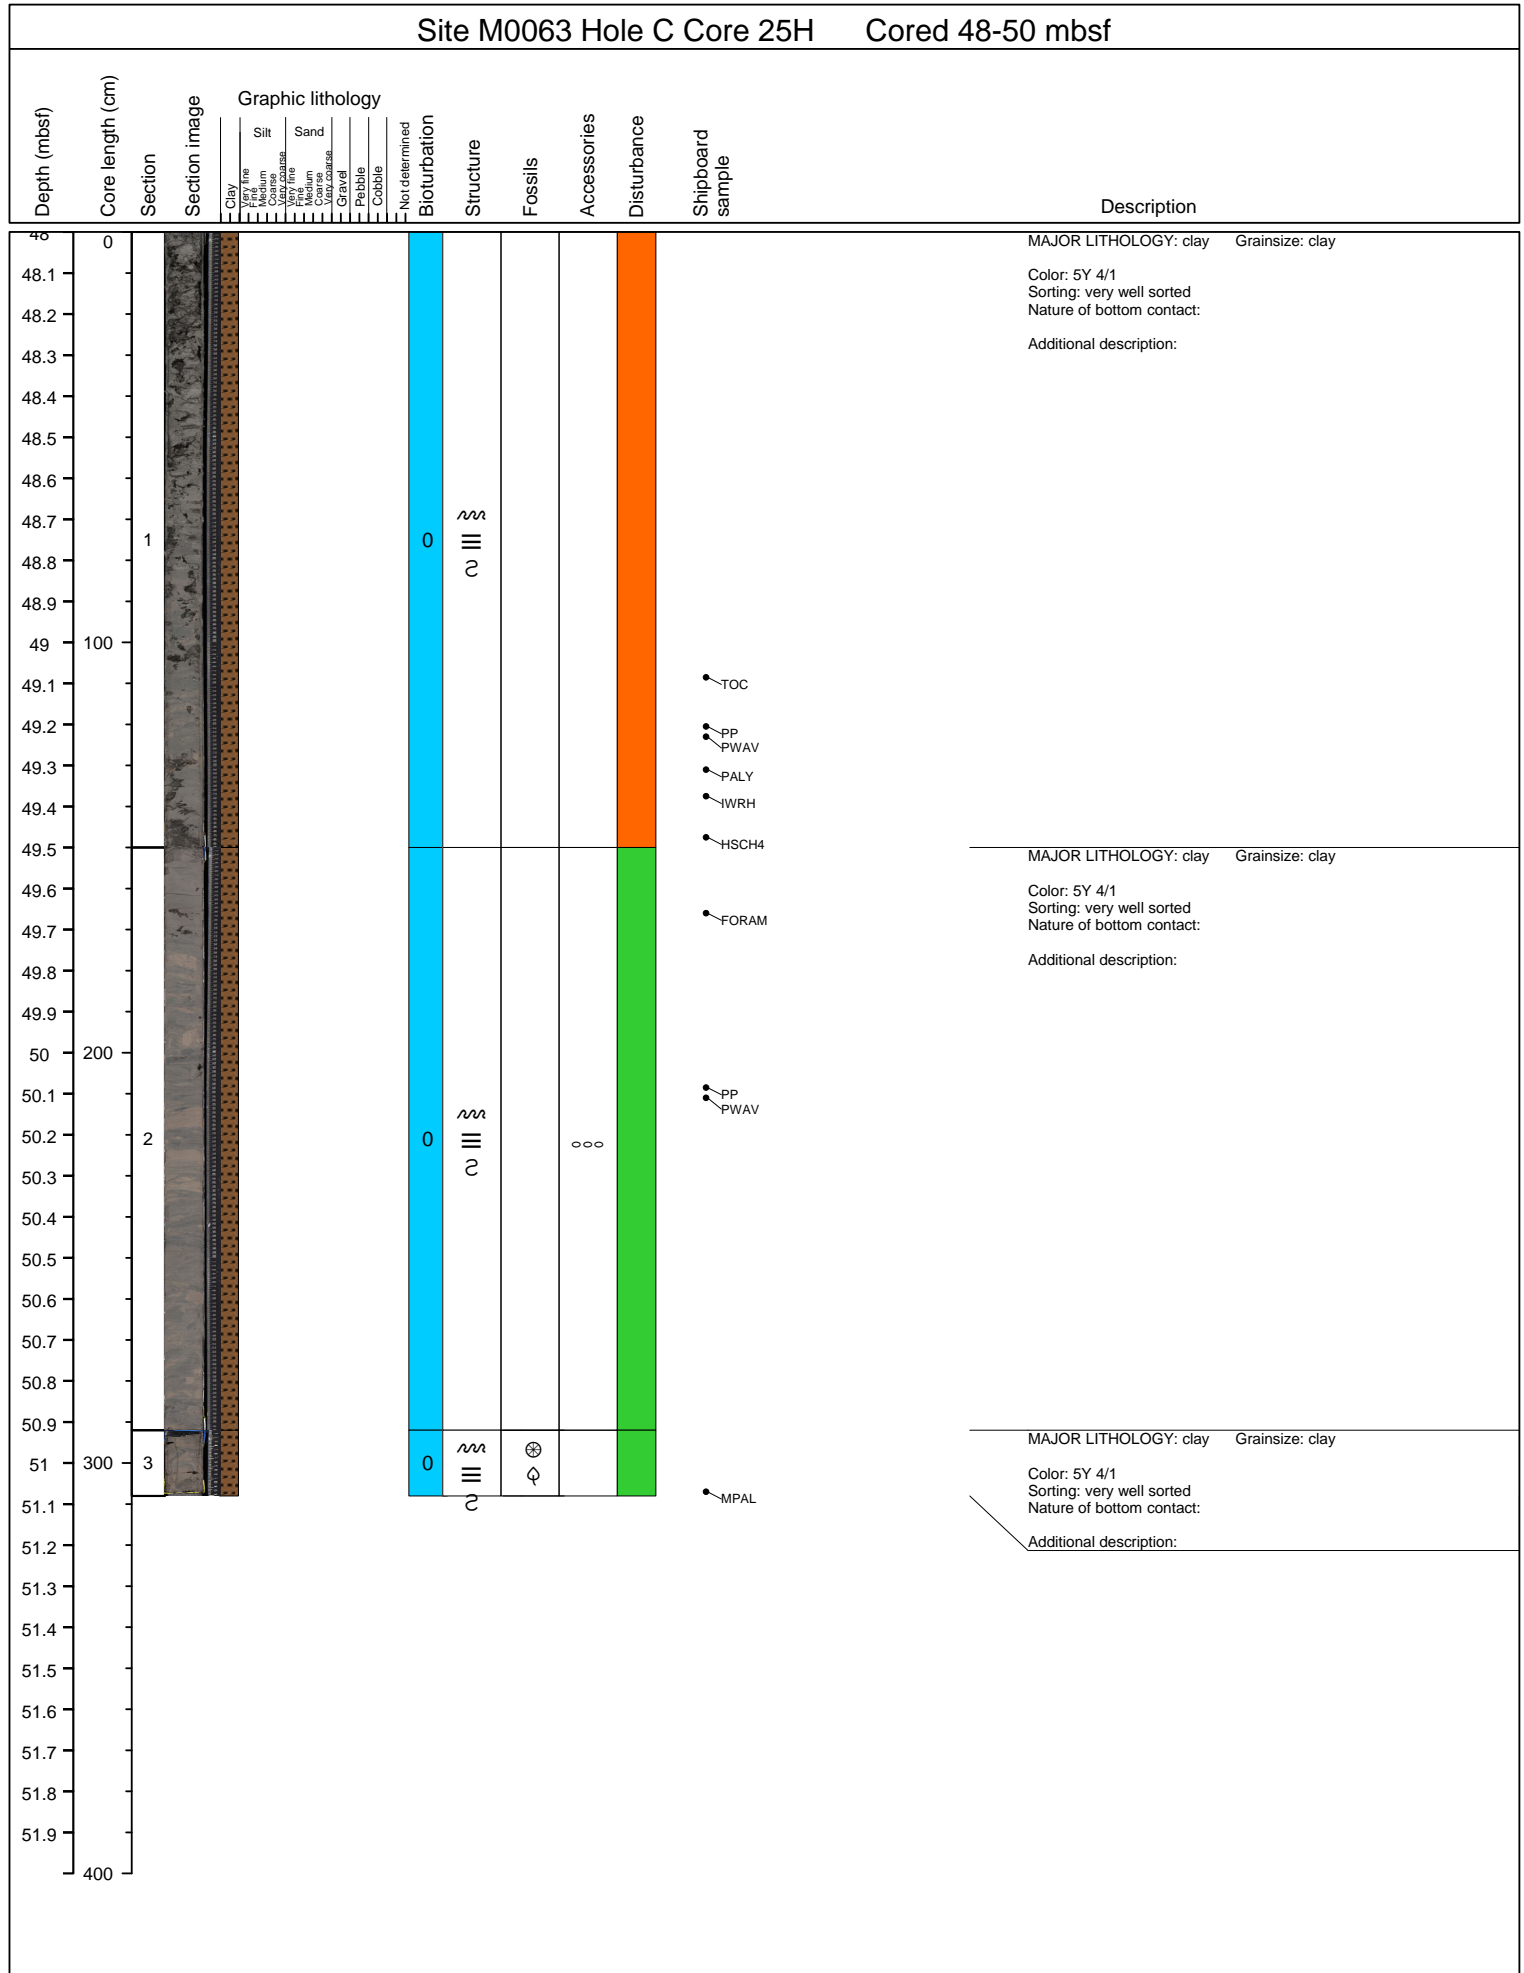 Site M0063 Hole C Core 25H Cored 48-50 mbsf
Depth (mbsf)
Core length (cm)
Section
Section image
Graphic lithology
Clay
Silt
Very fine
Fine
Medium
Coarse
Very coarse
Sand
Very fine
Fine
Medium
Coarse
Very coarse
Gravel
Pebble
Cobble
Not determined
Bioturbation
Structure
Fossils
Accessories
Disturbance
Shipboard
sample
Description
48 0
MAJOR LITHOLOGY: clay Grainsize: clay
48.1
Color: 5Y 4/1
Sorting: very well sorted
48.2
Nature of bottom contact:
48.3
Additional description:
48.4
48.5
48.6
48.7
1 0
48.8
48.9
49 100
49.1
TOC
49.2
PP
PWAV
49.3
PALY
49.4
IWRH
HSCH4
49.5
MAJOR LITHOLOGY: clay Grainsize: clay
49.6
Color: 5Y 4/1
Sorting: very well sorted
FORAM
49.7
Nature of bottom contact:
49.8
Additional description:
49.9
50 200
50.1
PP
PWAV
50.2
2 0
50.3
50.4
50.5
50.6
50.7
50.8
50.9
MAJOR LITHOLOGY: clay Grainsize: clay
51 300 3 0
Color: 5Y 4/1
Sorting: very well sorted
MPAL
51.1
Nature of bottom contact:
51.2
Additional description:
51.3
51.4
51.5
51.6
51.7
51.8
51.9
400